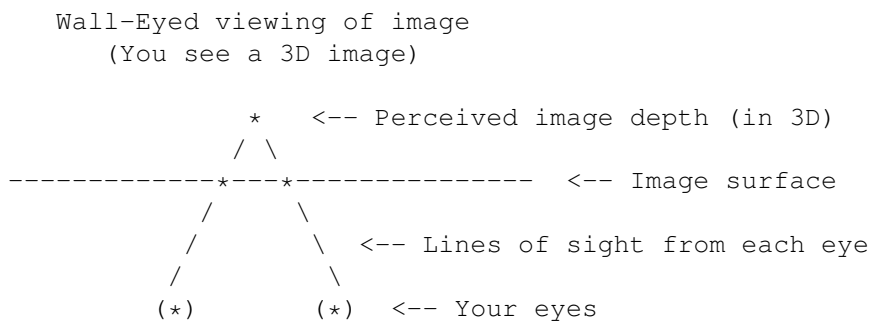 Wall-Eyed viewing of image
(You see a 3D image)
* <-- Perceived image depth (in 3D)
/ \
-------------*---*--------------- <-- Image surface
/ \
/ \ <-- Lines of sight from each eye
/ \
(*) (*) <-- Your eyes